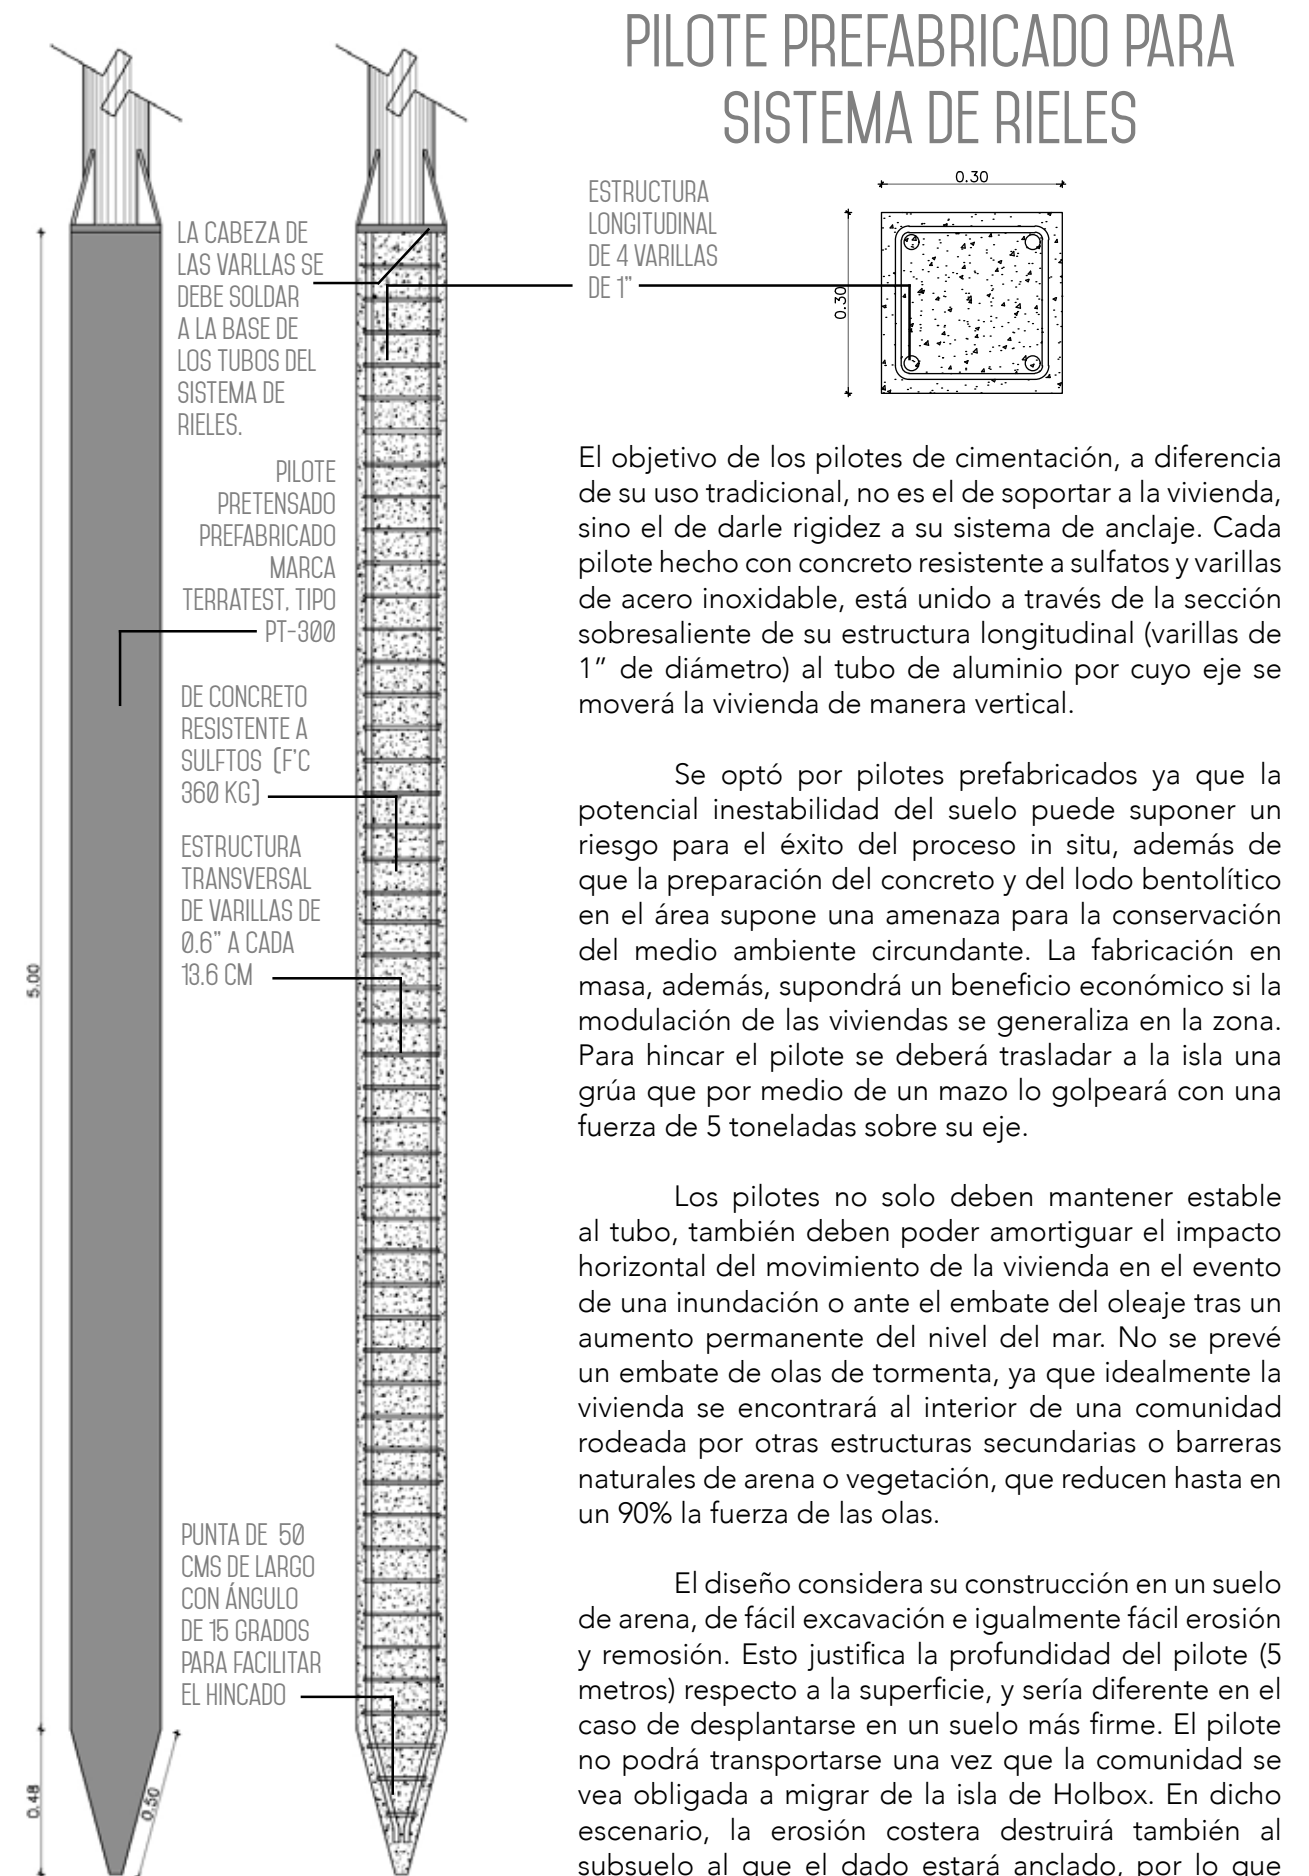 PILOTE PREFABRICADO PARA
SISTEMA DE RIELES
ESTRUCTURA
LONGITUDINAL
DE 4 VARILLAS
DE 1"
0.30
0.30
LA CABEZA DE
LAS VARLLAS SE
DEBE SOLDAR
A LA BASE DE
LOS TUBOS DEL
SISTEMA DE
RIELES.
PILOTE
PRETENSADO
PREFABRICADO
MARCA
TERRATEST, TIPO
PT-300
DE CONCRETO
RESISTENTE A
SULFTOS (F'C
360 KG)
ESTRUCTURA
TRANSVERSAL
DE VARILLAS DE
0.6" A CADA
13.6 CM
5.00
PUNTA DE 50
CMS DE LARGO
CON ÁNGULO
DE 15 GRADOS
PARA FACILITAR
EL HINCADO
0.48
0.50
El objetivo de los pilotes de cimentación, a diferencia
de su uso tradicional, no es el de soportar a la vivienda,
sino el de darle rigidez a su sistema de anclaje. Cada
pilote hecho con concreto resistente a sulfatos y varillas
de acero inoxidable, está unido a través de la sección
sobresaliente de su estructura longitudinal (varillas de
1" de diámetro) al tubo de aluminio por cuyo eje se
moverá la vivienda de manera vertical.
Se optó por pilotes prefabricados ya que la
potencial inestabilidad del suelo puede suponer un
riesgo para el éxito del proceso in situ, además de
que la preparación del concreto y del lodo bentolítico
en el área supone una amenaza para la conservación
del medio ambiente circundante. La fabricación en
masa, además, supondrá un beneficio económico si la
modulación de las viviendas se generaliza en la zona.
Para hincar el pilote se deberá trasladar a la isla una
grúa que por medio de un mazo lo golpeará con una
fuerza de 5 toneladas sobre su eje.
Los pilotes no solo deben mantener estable
al tubo, también deben poder amortiguar el impacto
horizontal del movimiento de la vivienda en el evento
de una inundación o ante el embate del oleaje tras un
aumento permanente del nivel del mar. No se prevé
un embate de olas de tormenta, ya que idealmente la
vivienda se encontrará al interior de una comunidad
rodeada por otras estructuras secundarias o barreras
naturales de arena o vegetación, que reducen hasta en
un 90% la fuerza de las olas.
El diseño considera su construcción en un suelo
de arena, de fácil excavación e igualmente fácil erosión
y remosión. Esto justifica la profundidad del pilote (5
metros) respecto a la superficie, y sería diferente en el
caso de desplantarse en un suelo más firme. El pilote
no podrá transportarse una vez que la comunidad se
vea obligada a migrar de la isla de Holbox. En dicho
escenario, la erosión costera destruirá también al
subsuelo al que el dado estará anclado, por lo que